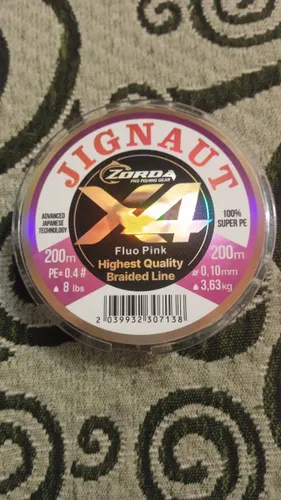 JIGNAUT
ZORDA
PRO FISHING GEAR
X4
ADVANCED
JAPANESE
TECHNOLOGY
100%
SUPER PE
Fluo Pink
200m
200m
Highest Quality
Braided Line
PE# 0.4 #
8 lbs
ø 0,10mm
3,63kg
2 039932 307138